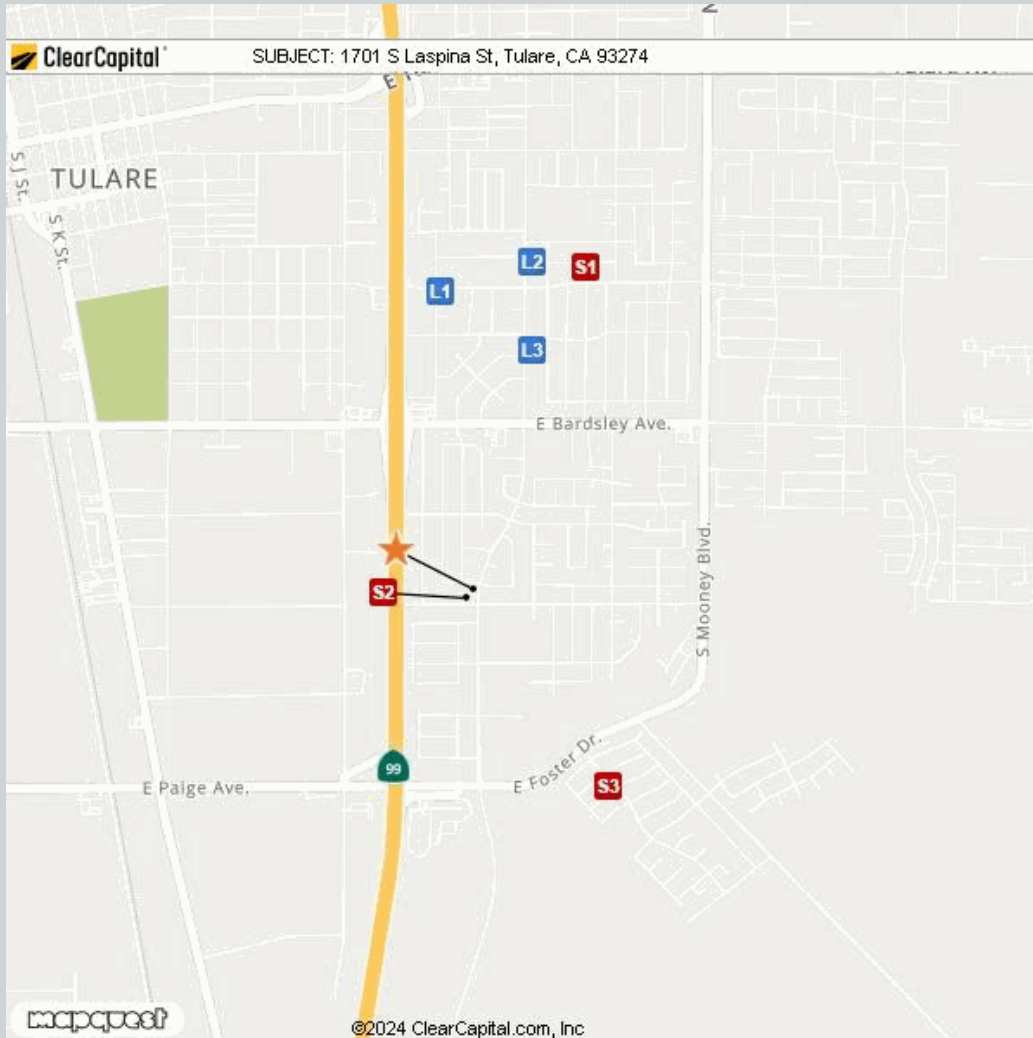 ClearCapital
SUBJECT: 1701 S Laspina St, Tulare, CA 93274
S J St.
TULARE
S K St.
L2
S1
L1
L3
E Bardsley Ave.
S Mooney Blvd.
S2
99
E Paige Ave.
E Foster Dr.
S3
mapquest
©2024 ClearCapital.com, Inc